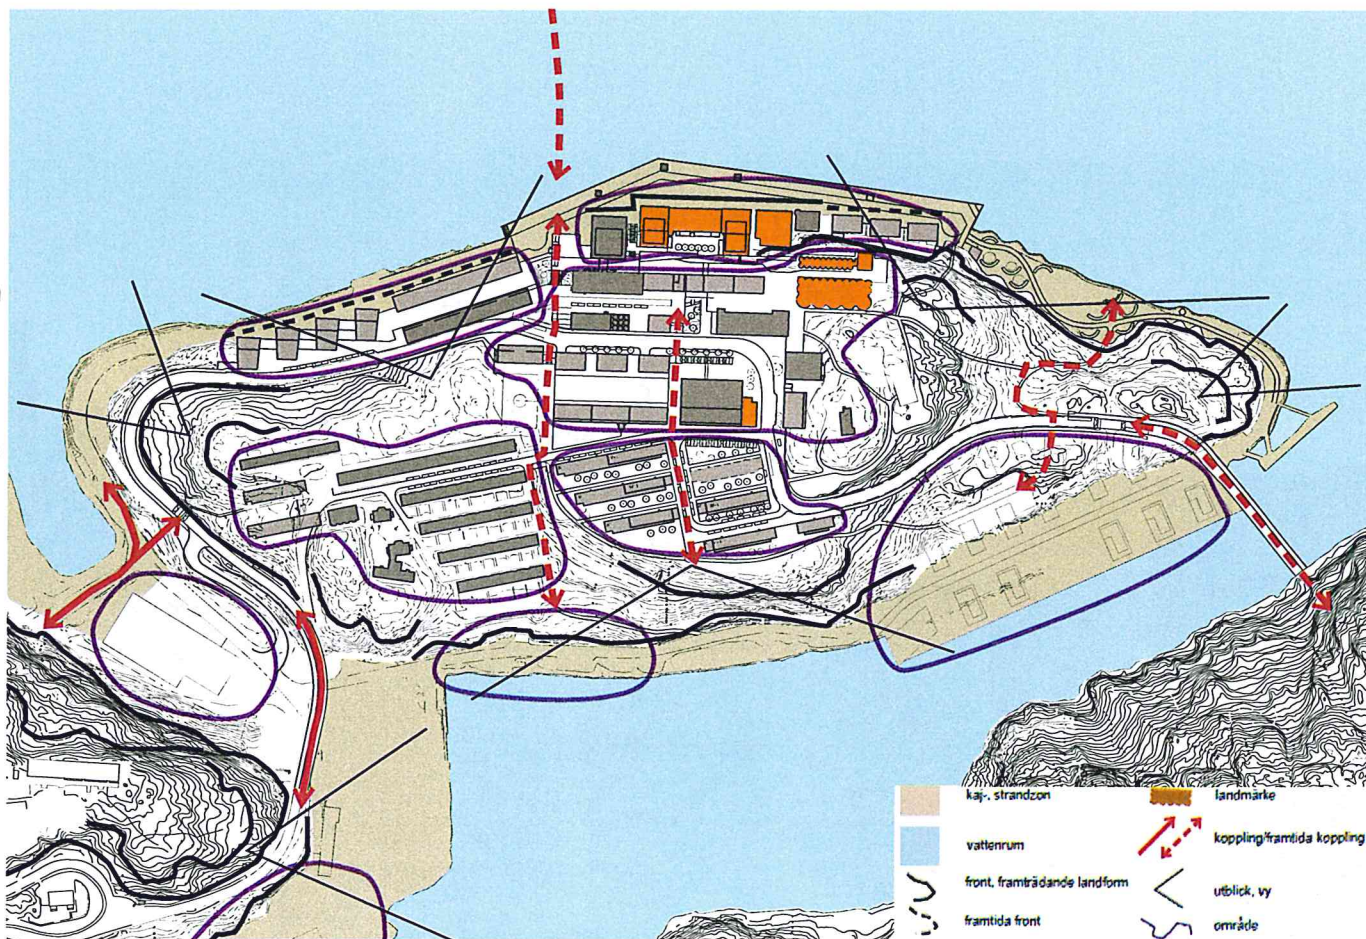 kaj-, strandzon
landmärke
vattenrum
koppling/framtida koppling
front, framträdande landform
utblick, vy
framtida front
område